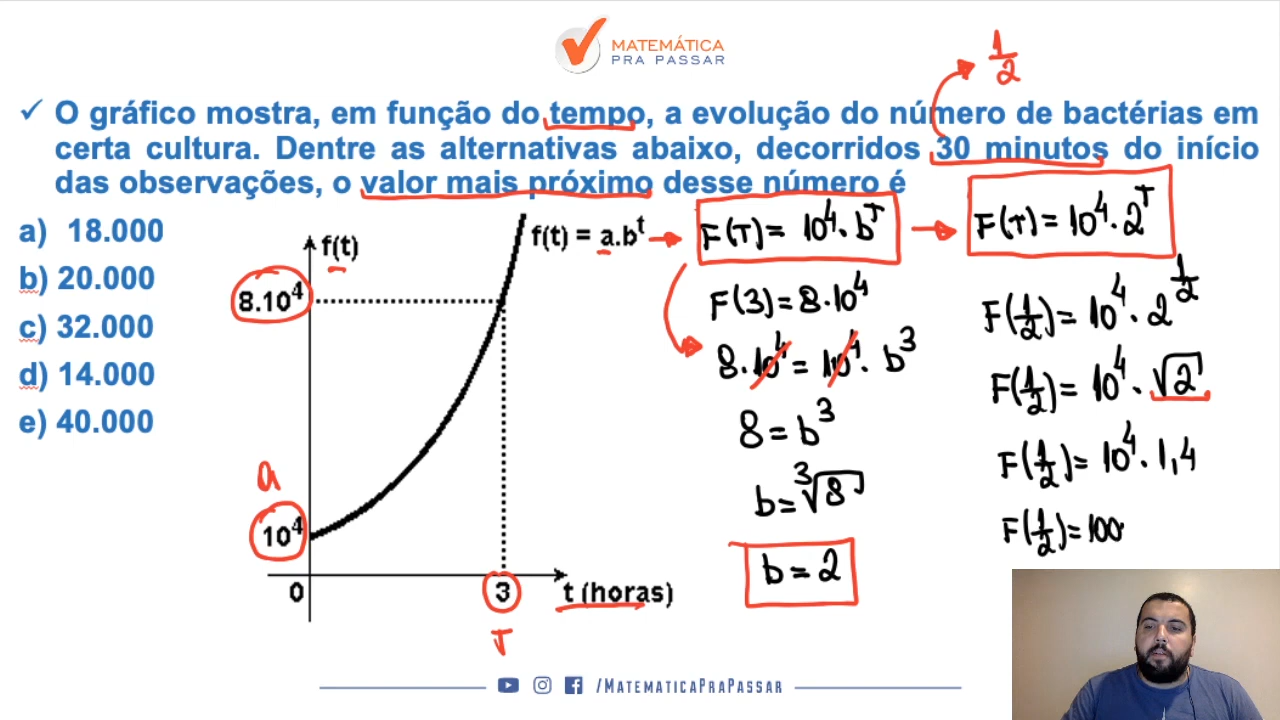 MATEMÁTICA
PRA PASSAR
1/2
✓ O gráfico mostra, em função do tempo, a evolução do número de bactérias em
certa cultura. Dentre as alternativas abaixo, decorridos 30 minutos do início
das observações, o valor mais próximo desse número é
a) 18.000
b) 20.000
c) 32.000
d) 14.000
e) 40.000
f(t)
f(t) = a.bᵗ
8.10⁴
a
10⁴
0
3
t (horas)
T
F(T) = 10⁴ . bᵀ
F(3) = 8.10⁴
8.10⁴ = 10⁴ . b³
8 = b³
b = ³√8
b = 2
F(T) = 10⁴ . 2ᵀ
F(1/2) = 10⁴ . 2^1/2
F(1/2) = 10⁴ . √2
F(1/2) = 10⁴ . 1,4
F(1/2) = 100
/MatematicaPraPassar